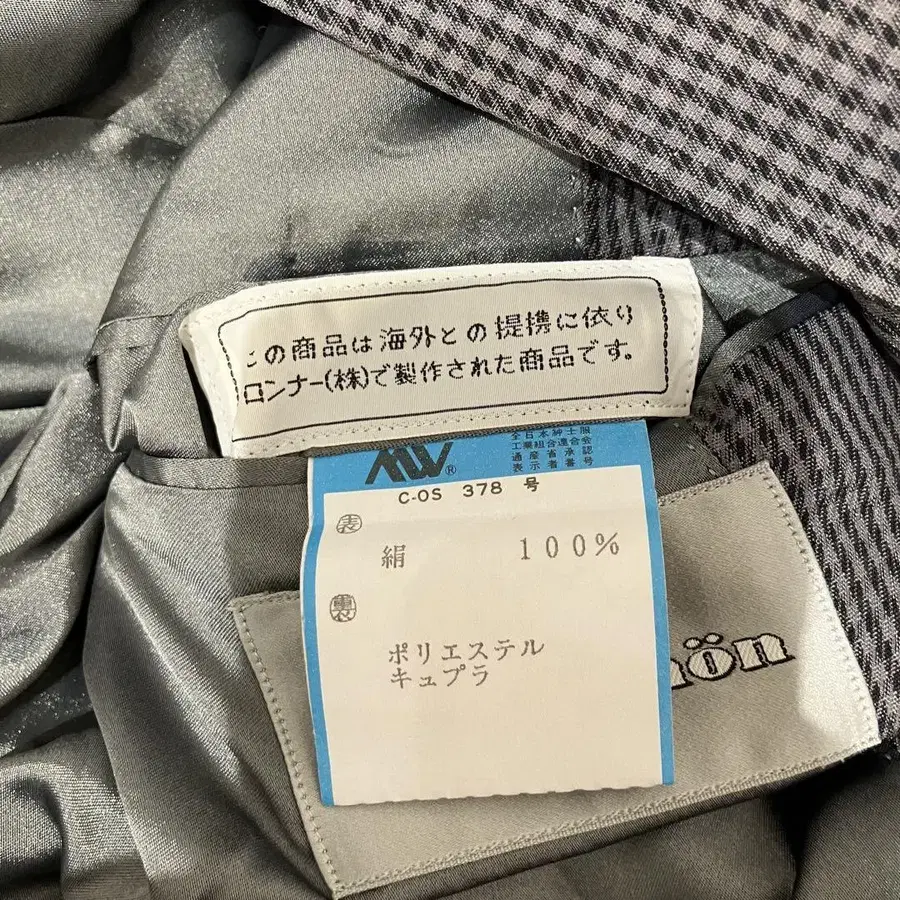 この商品は海外との提携に依り
ロンナー(株)で製作された商品です。
MW®
全日本紳士服
工業組合連合会
通産省承認
表示者番号
C-OS 378 号
表
絹 100%
裏
ポリエステル
キュプラ